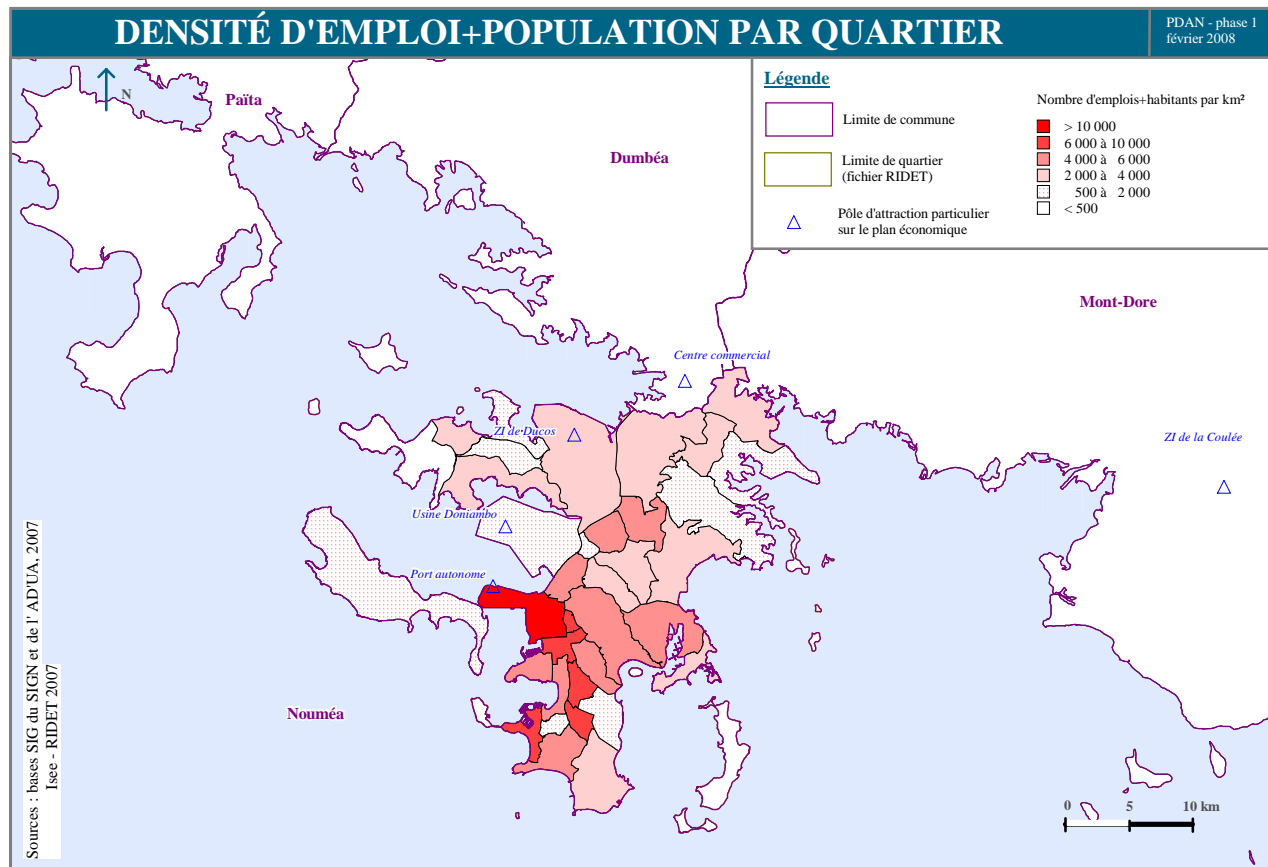 DENSITÉ D'EMPLOI+POPULATION PAR QUARTIER
PDAN - phase 1
février 2008
Légende
Limite de commune
Limite de quartier
(fichier RIDET)
Pôle d'attraction particulier
sur le plan économique
Nombre d'emplois+habitants par km²
> 10 000
6 000 à 10 000
4 000 à 6 000
2 000 à 4 000
500 à 2 000
< 500
N
Païta
Dumbéa
Mont-Dore
Centre commercial
ZI de Ducos
ZI de la Coulée
Usine Doniambo
Port autonome
Nouméa
0 5 10 km
Sources : bases SIG du SIGN et de l' AD'UA, 2007
Isee - RIDET 2007